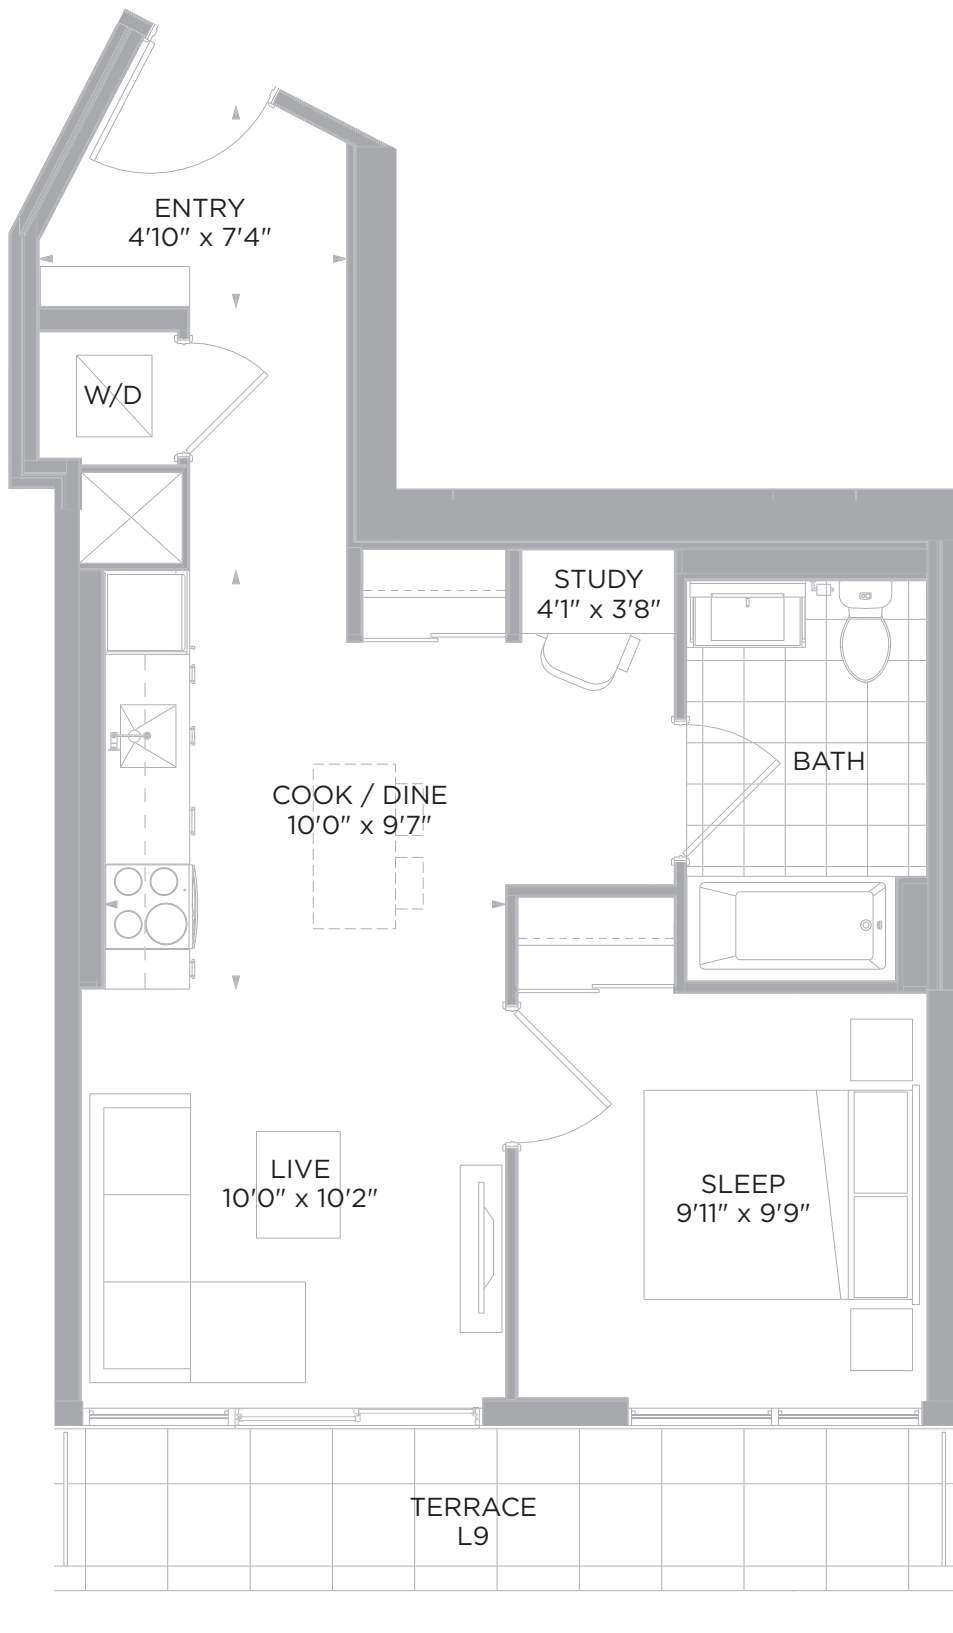 ENTRY
4'10" x 7'4"
W/D
STUDY
4'1" x 3'8"
BATH
COOK / DINE
10'0" x 9'7"
LIVE
10'0" x 10'2"
SLEEP
9'11" x 9'9"
TERRACE
L9